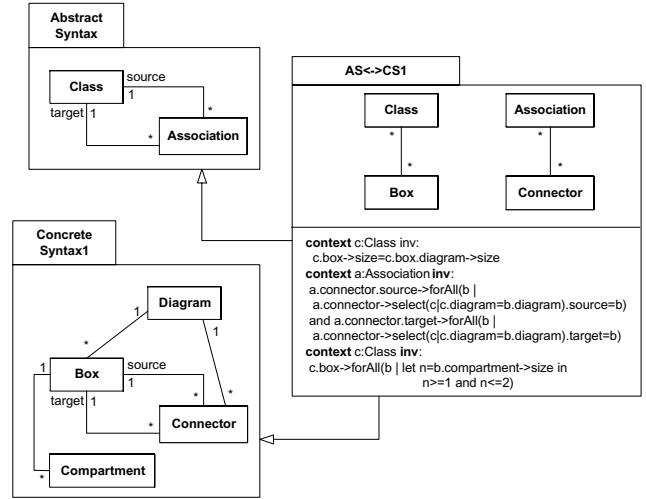 Abstract
Syntax
Class
source
1
target
1
*
*
Association
AS<->CS1
Class
Association
*
*
*
*
Box
Connector
context c:Class inv:
c.box->size=c.box.diagram->size
context a:Association inv:
a.connector.source->forAll(b |
a.connector->select(c|c.diagram=b.diagram).source=b)
and a.connector.target->forAll(b |
a.connector->select(c|c.diagram=b.diagram).target=b)
context c:Class inv:
c.box->forAll(b | let n=b.compartment->size in
n>=1 and n<=2)
Concrete
Syntax1
Diagram
1
1
*
1
Box
source
1
target
1
*
*
*
Connector
Compartment
*